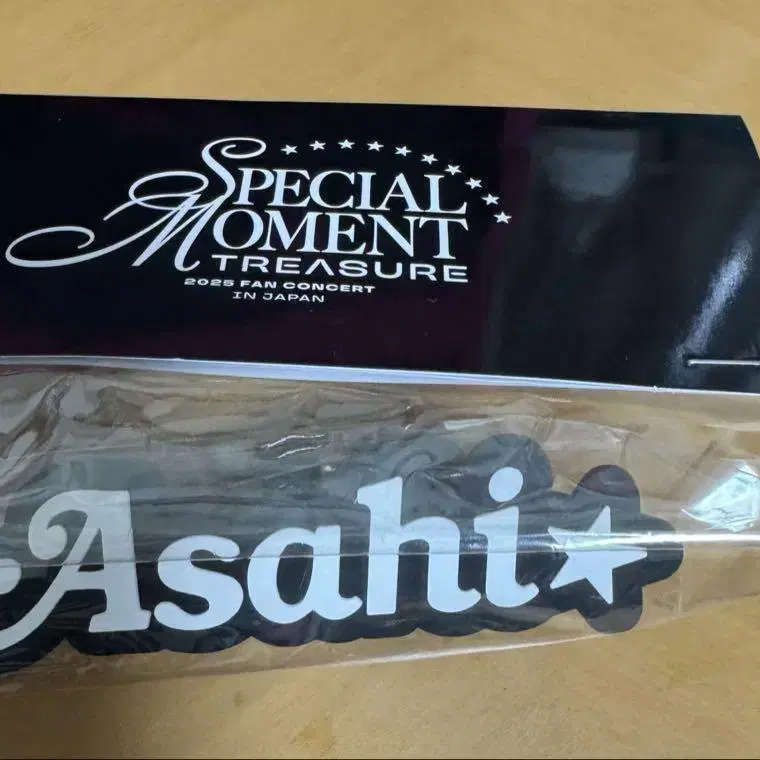 SPECIAL
MOMENT
TREASURE
2025 FAN CONCERT
IN JAPAN
Asahi